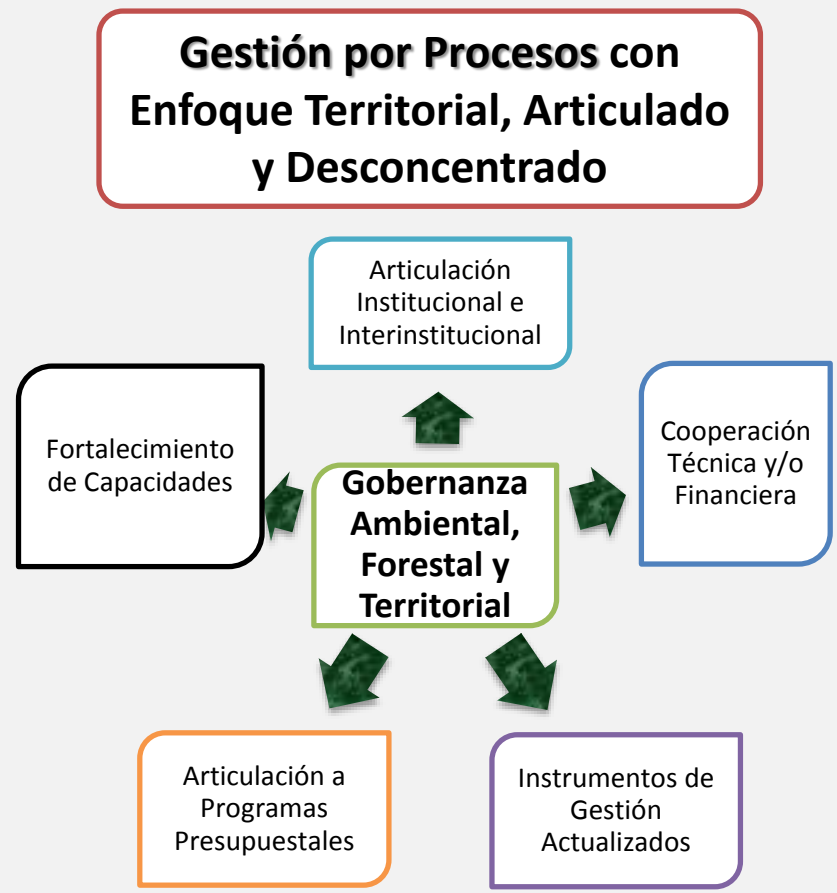 Gestión por Procesos con
Enfoque Territorial, Articulado
y Desconcentrado
Articulación
Institucional e
Interinstitucional
Fortalecimiento
de Capacidades
Cooperación
Técnica y/o
Financiera
Gobernanza
Ambiental,
Forestal y
Territorial
Articulación a
Programas
Presupuestales
Instrumentos de
Gestión
Actualizados